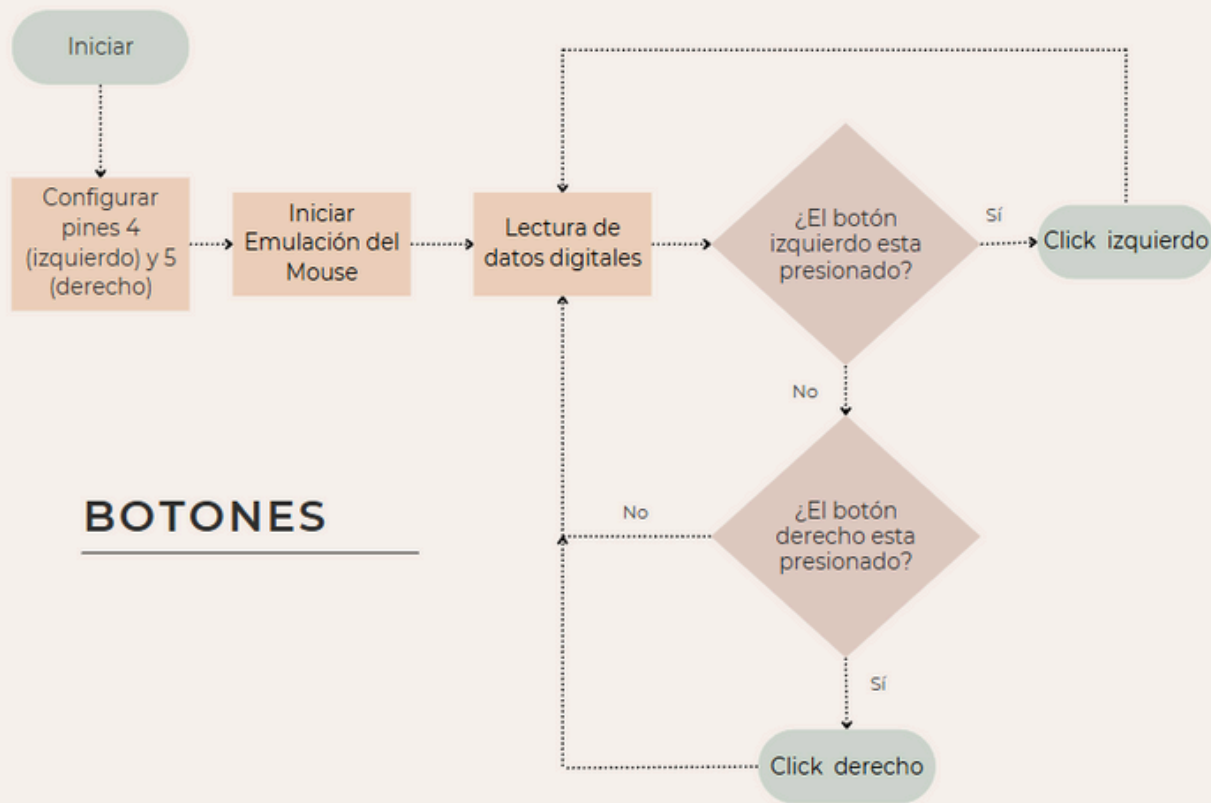 Iniciar
Configurar
pines 4
(izquierdo) y 5
(derecho)
Iniciar
Emulación del
Mouse
Lectura de
datos digitales
¿El botón
izquierdo esta
presionado?
Sí
Click izquierdo
No
¿El botón
derecho esta
presionado?
No
Sí
Click derecho
BOTONES